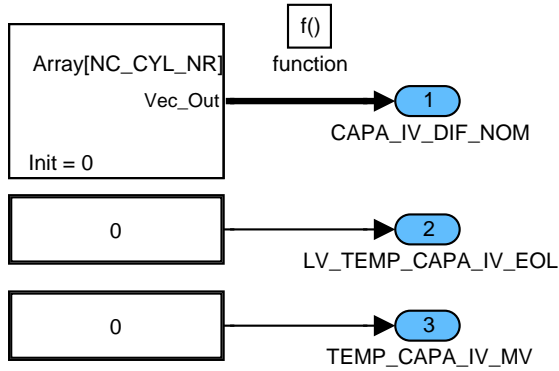 f()
function
Array[NC_CYL_NR]
Vec_Out
Init = 0
1
CAPA_IV_DIF_NOM
0
2
LV_TEMP_CAPA_IV_EOL
0
3
TEMP_CAPA_IV_MV